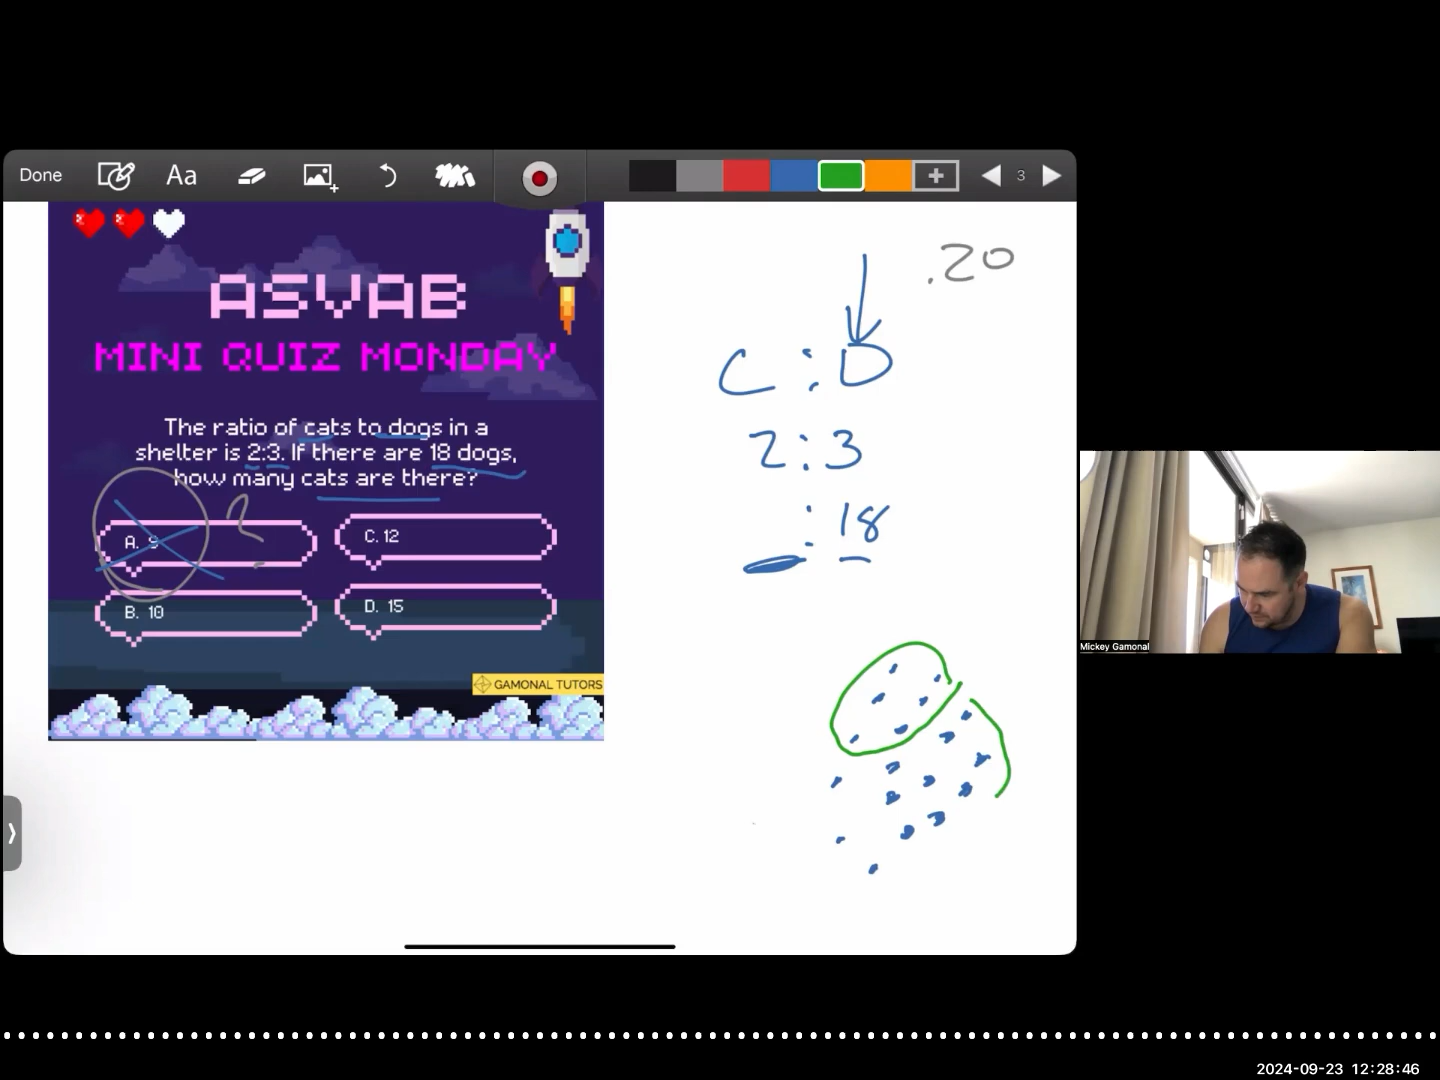 Done
Aa
3
ASVAB
MINI QUIZ MONDAY
The ratio of cats to dogs in a
shelter is 2:3. If there are 18 dogs,
how many cats are there?
A. 9
C. 12
B. 10
D. 15
GAMONAL TUTORS
.20
C : D
2 : 3
: 18
Mickey Gamonal
2024-09-23 12:28:46